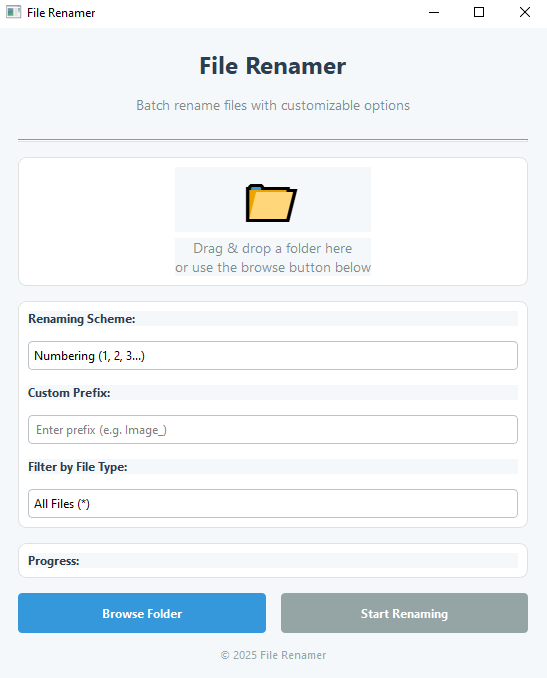 File Renamer
File Renamer
Batch rename files with customizable options
Drag & drop a folder here
or use the browse button below
Renaming Scheme:
Numbering (1, 2, 3...)
Custom Prefix:
Enter prefix (e.g. Image_)
Filter by File Type:
All Files (*)
Progress:
Browse Folder
Start Renaming
© 2025 File Renamer